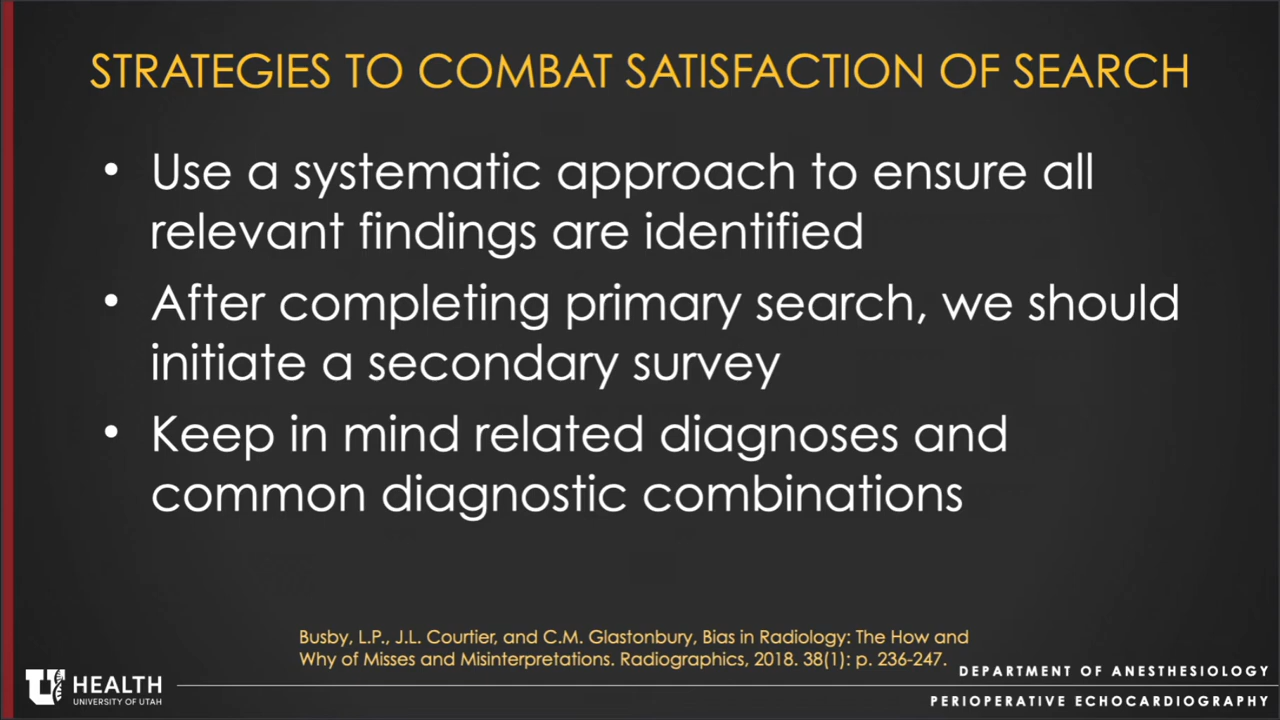 STRATEGIES TO COMBAT SATISFACTION OF SEARCH
• Use a systematic approach to ensure all
relevant findings are identified
• After completing primary search, we should
initiate a secondary survey
• Keep in mind related diagnoses and
common diagnostic combinations
Busby, L.P., J.L. Courtier, and C.M. Glastonbury, Bias in Radiology: The How and
Why of Misses and Misinterpretations. Radiographics, 2018. 38(1): p. 236-247.
DEPARTMENT OF ANESTHESIOLOGY
U HEALTH
UNIVERSITY OF UTAH
PERIOPERATIVE ECHOCARDIOGRAPHY